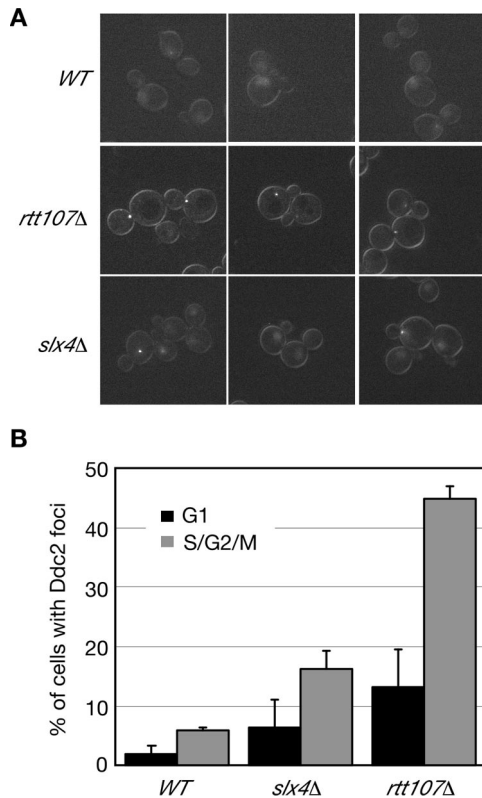 A
WT
rtt107Δ
slx4Δ
B
% of cells with Ddc2 foci
50
40
30
20
10
0
G1
S/G2/M
WT
slx4Δ
rtt107Δ